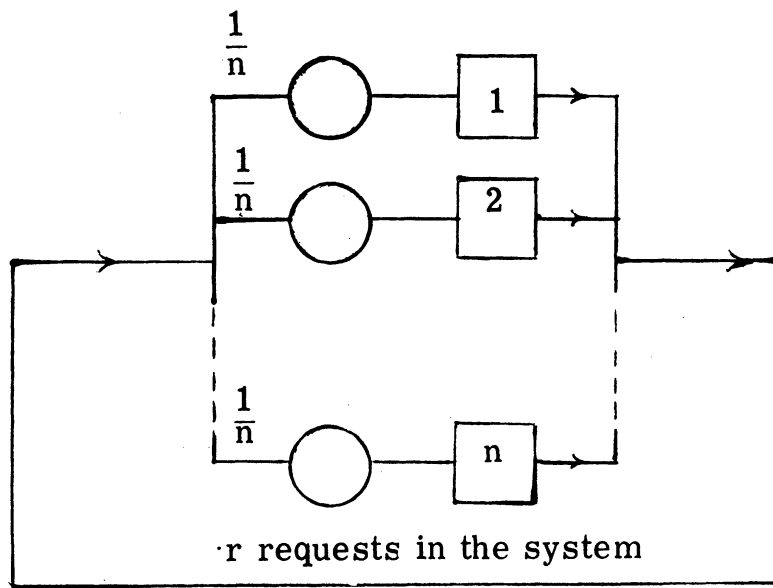 1/n
1
1/n
2
1/n
n
r requests in the system